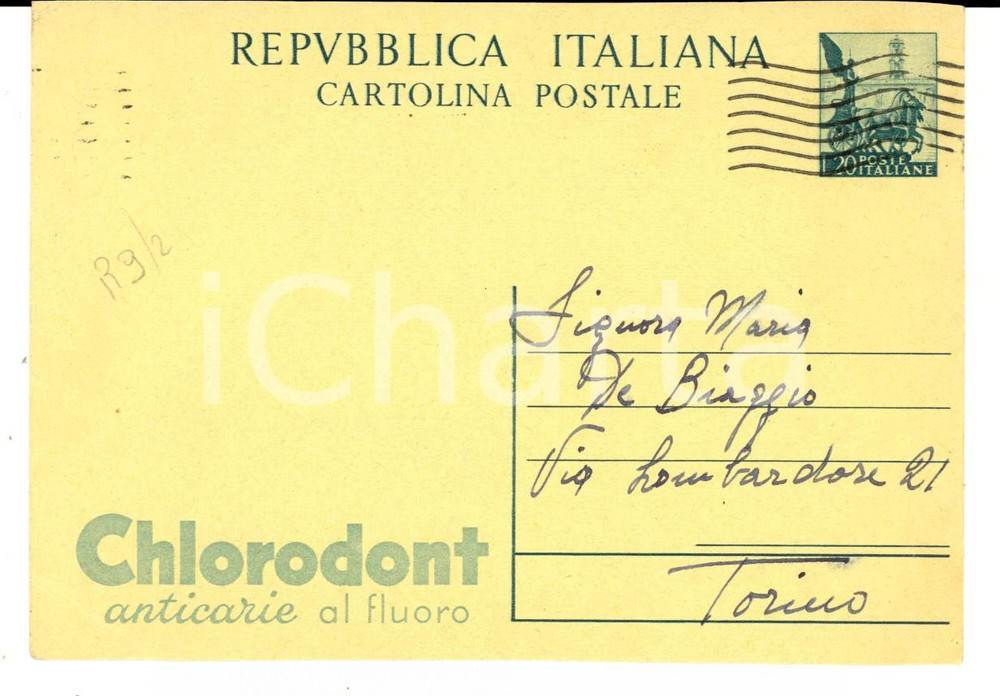 REPVBBLICA ITALIANA
CARTOLINA POSTALE
20 POSTE
ITALIANE
R9/2
iCharta
Signora Maria
De Biaggio
Via Lombardore 21
Torino
Chlorodont
anticarie al fluoro